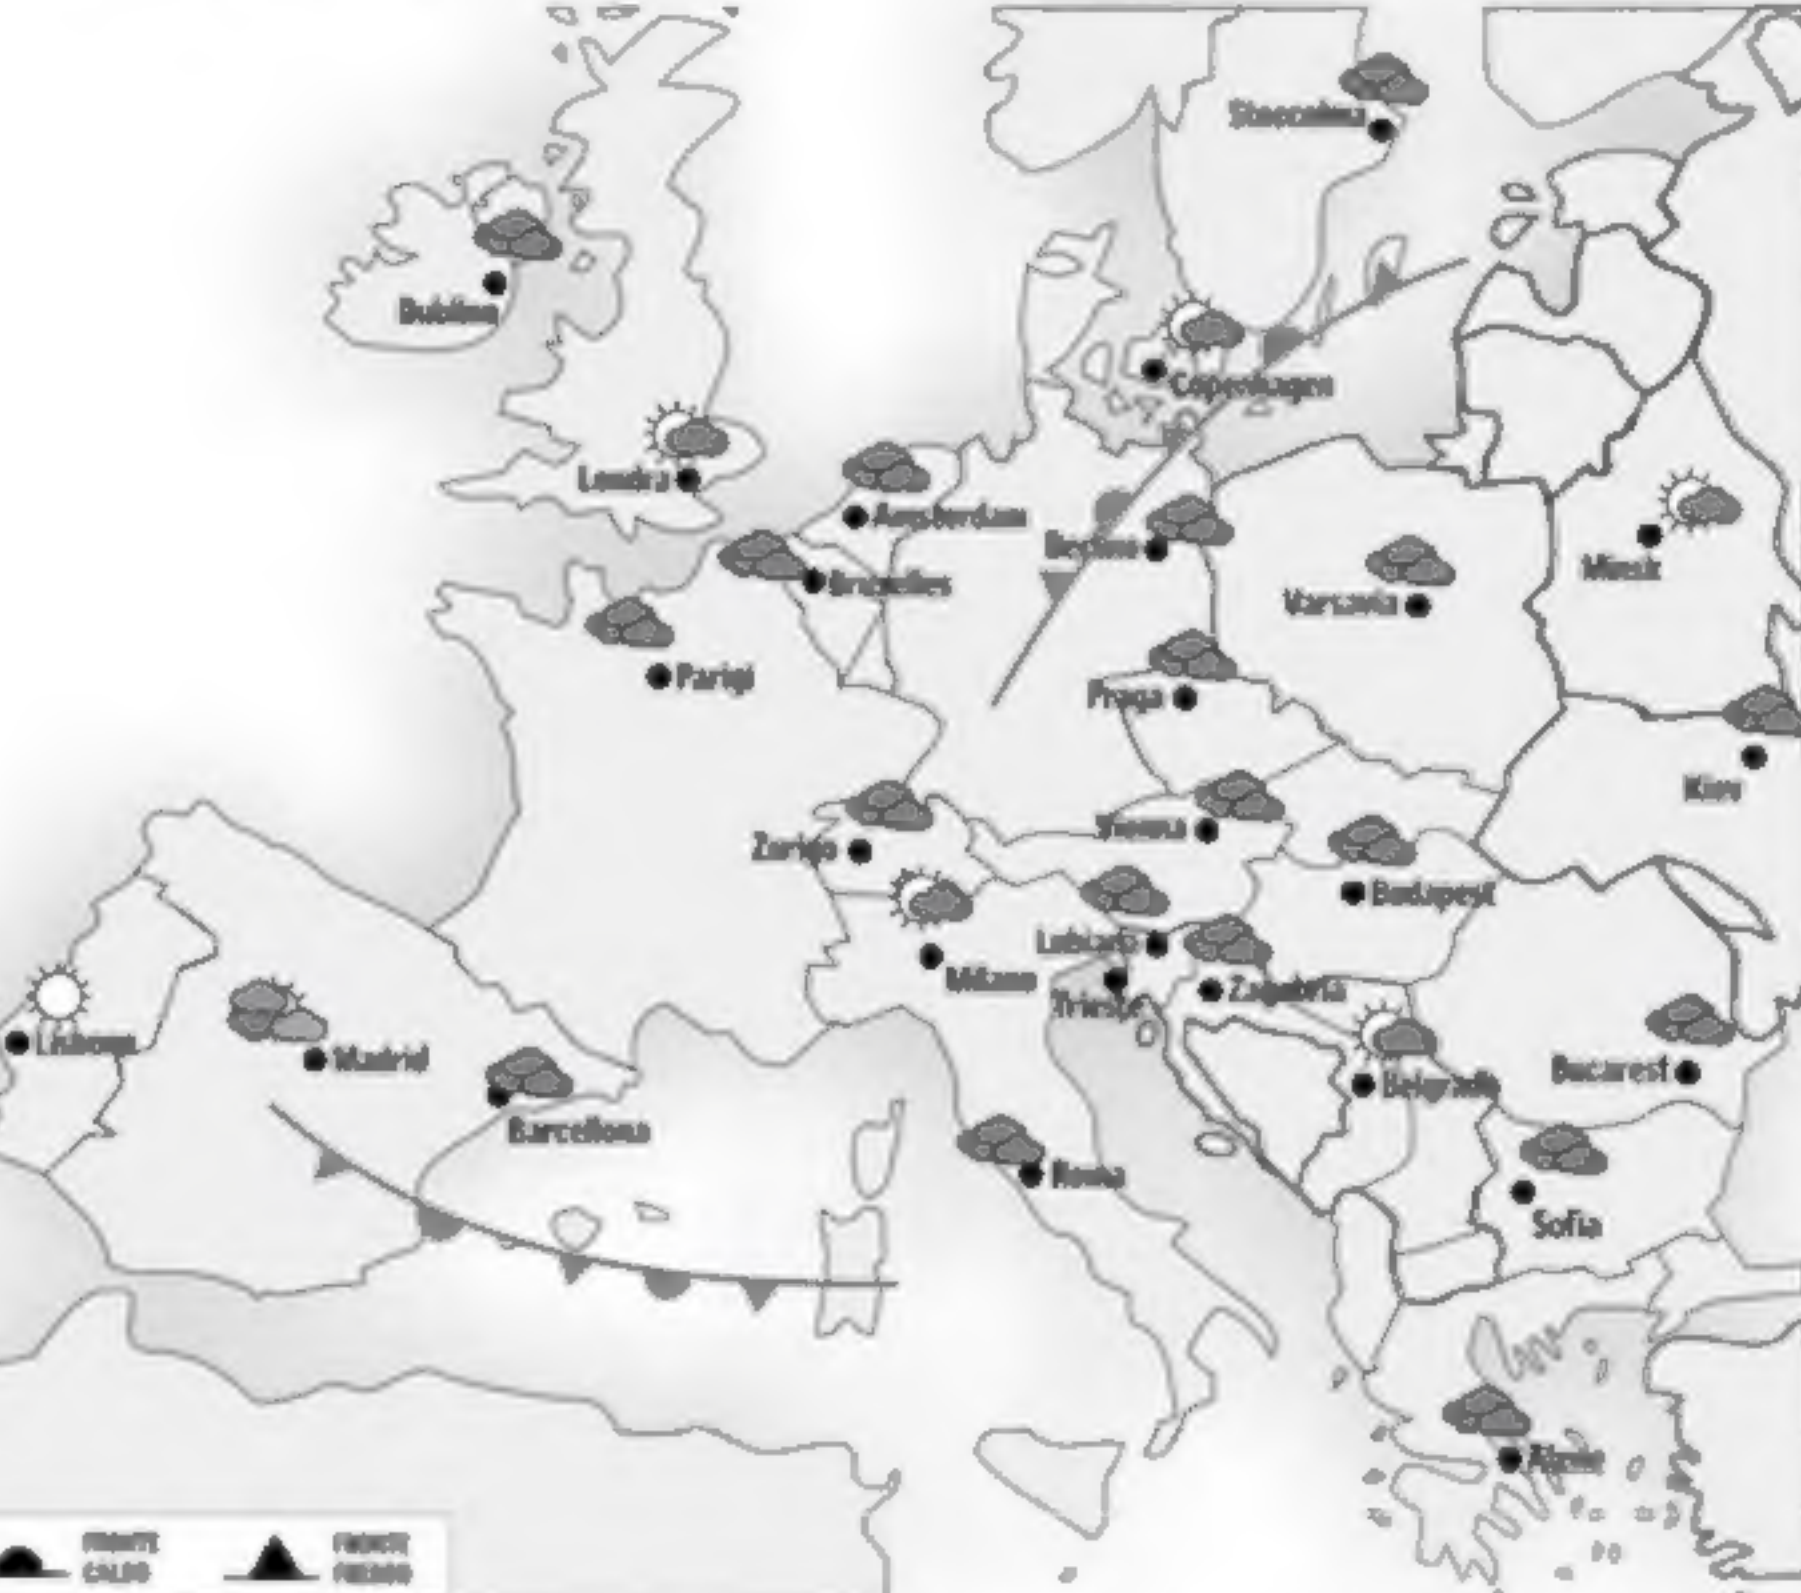 Stoccolma
Dublino
Copenhagen
Londra
Amsterdam
Berlino
Bruxelles
Minsk
Varsavia
Parigi
Praga
Kiev
Vienna
Zurigo
Budapest
Lubiana
Milano
Zagabria
Trieste
Lisbona
Madrid
Bucarest
Belgrado
Barcellona
Roma
Sofia
Atene
FRONTE
CALDO
FRONTE
FREDDO